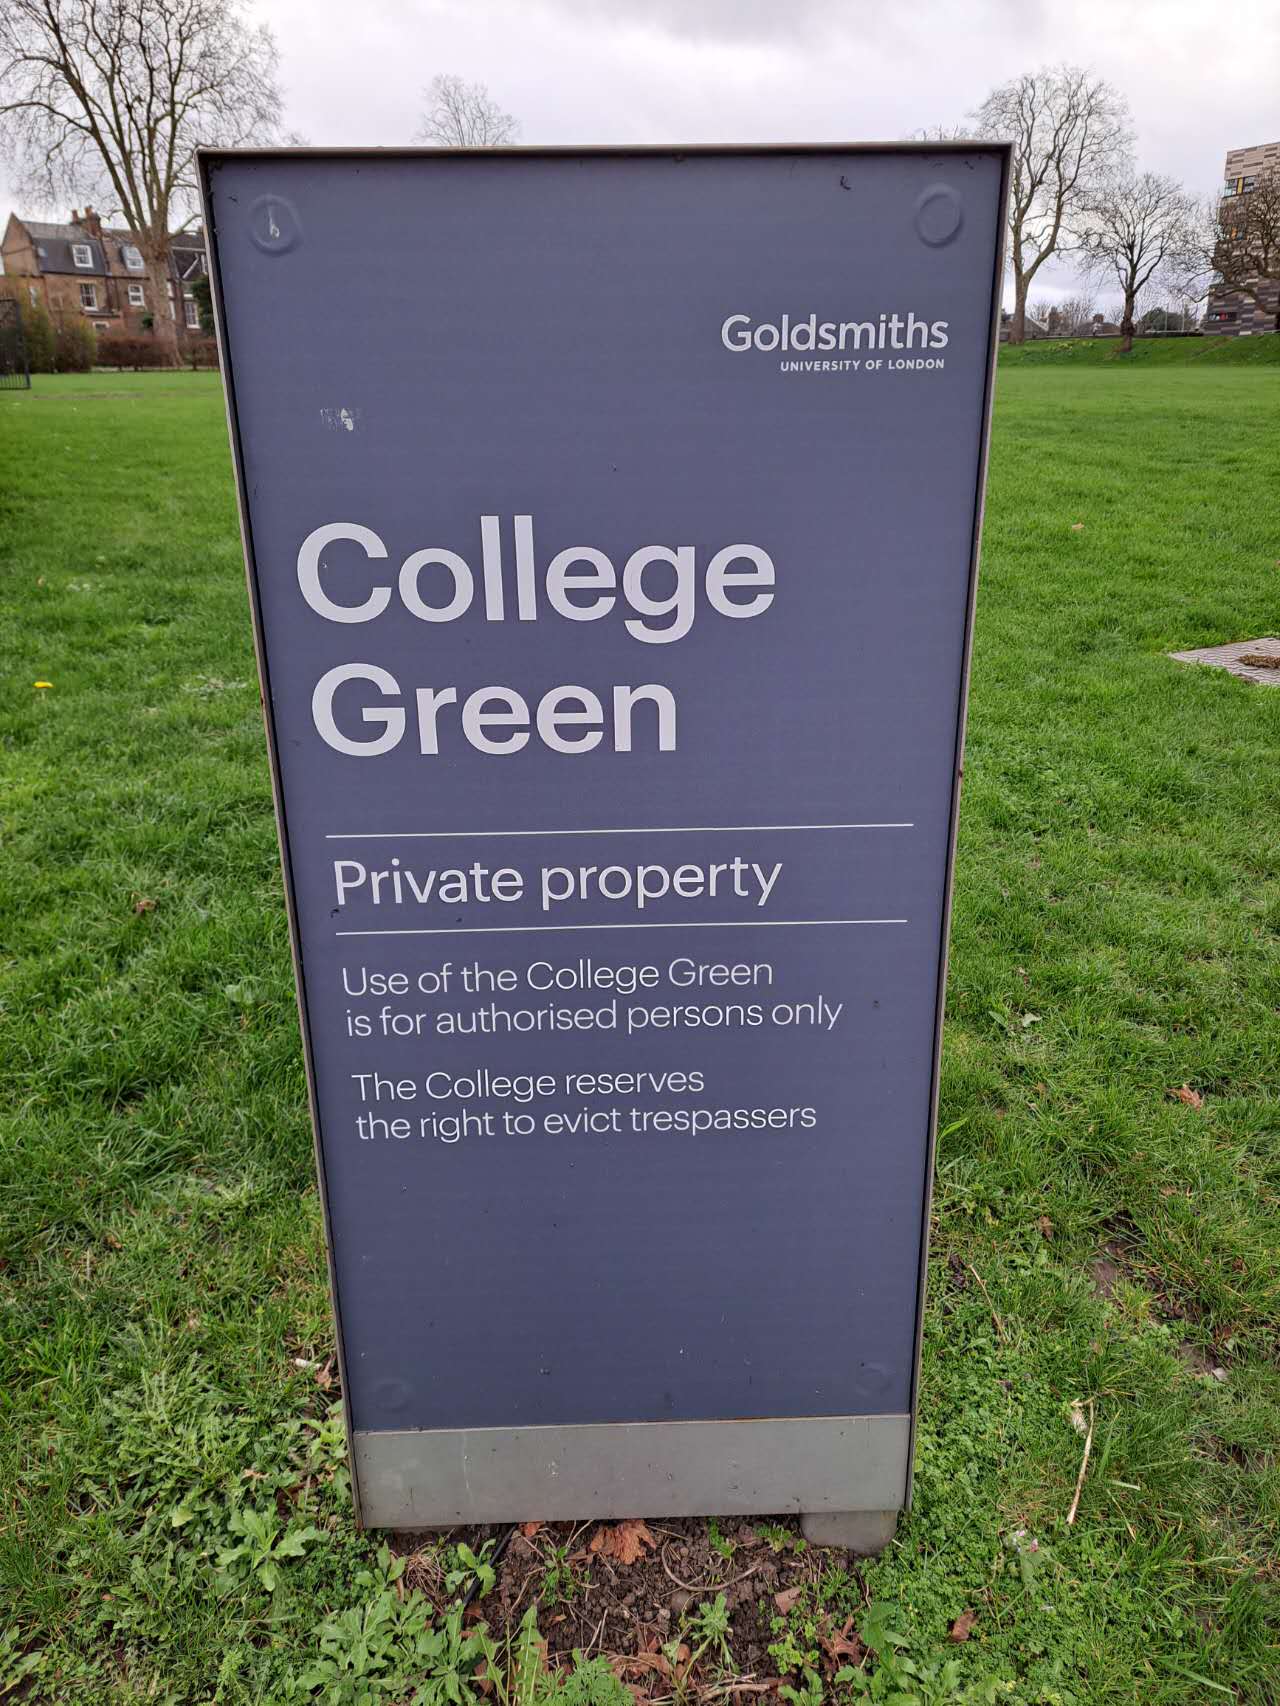 Goldsmiths
UNIVERSITY OF LONDON
College
Green
Private property
Use of the College Green
is for authorised persons only
The College reserves
the right to evict trespassers